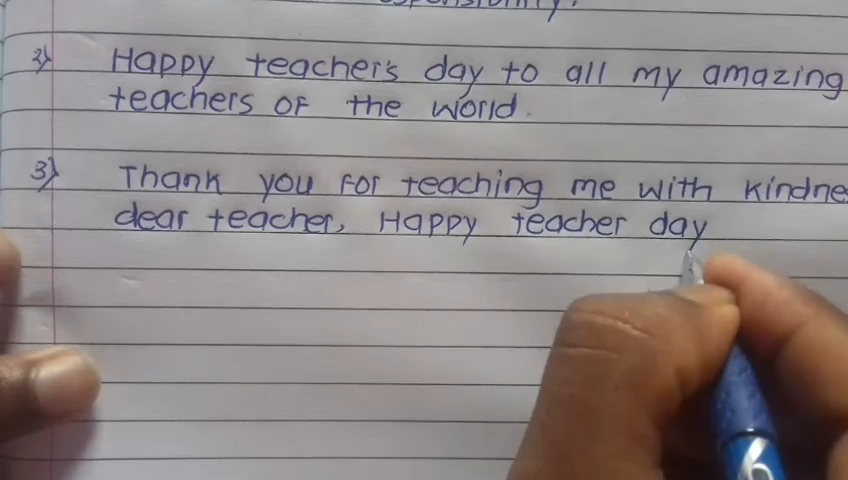 2) Happy teacher's day to all my amazing
teachers of the world.
3) Thank you for teaching me with
dear teacher, Happy teacher day